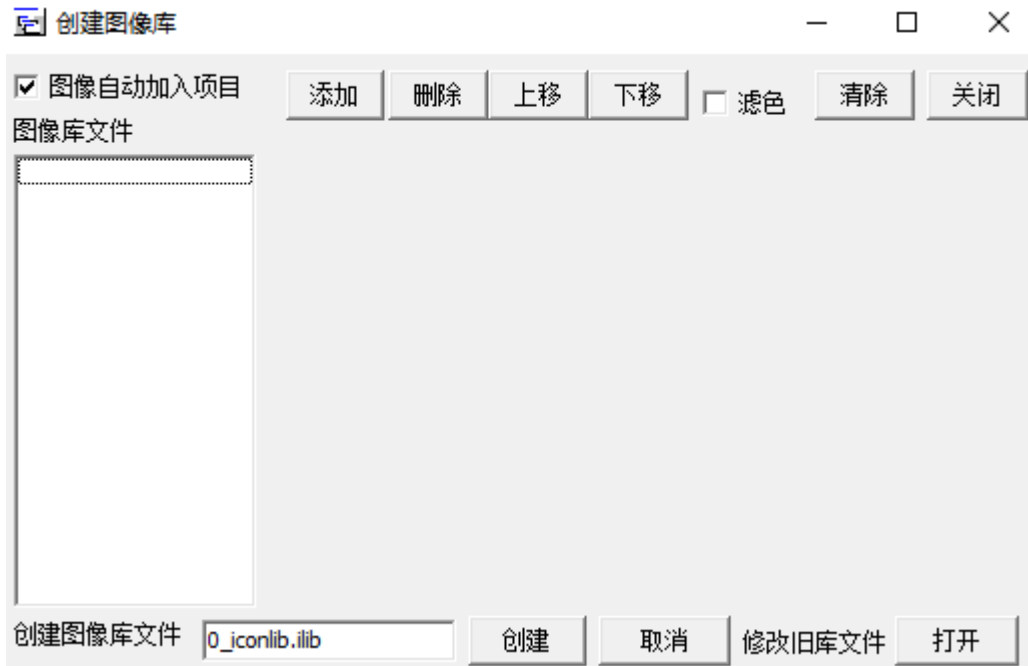 创建图像库
图像自动加入项目 添加 删除 上移 下移 滤色 清除 关闭
图像库文件
创建图像库文件 0_iconlib.ilib 创建 取消 修改旧库文件 打开